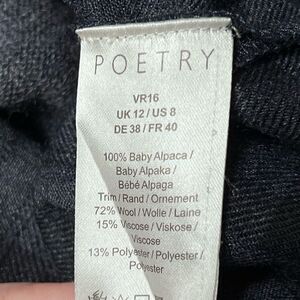 POETRY
VR16
UK 12 / US 8
DE 38 / FR 40
100% Baby Alpaca /
Baby Alpaka /
Bébé Alpaga
Trim / Rand / Ornement
72% Wool / Wolle / Laine
15% Viscose / Viskose /
Viscose
13% Polyester / Polyester /
Polyester